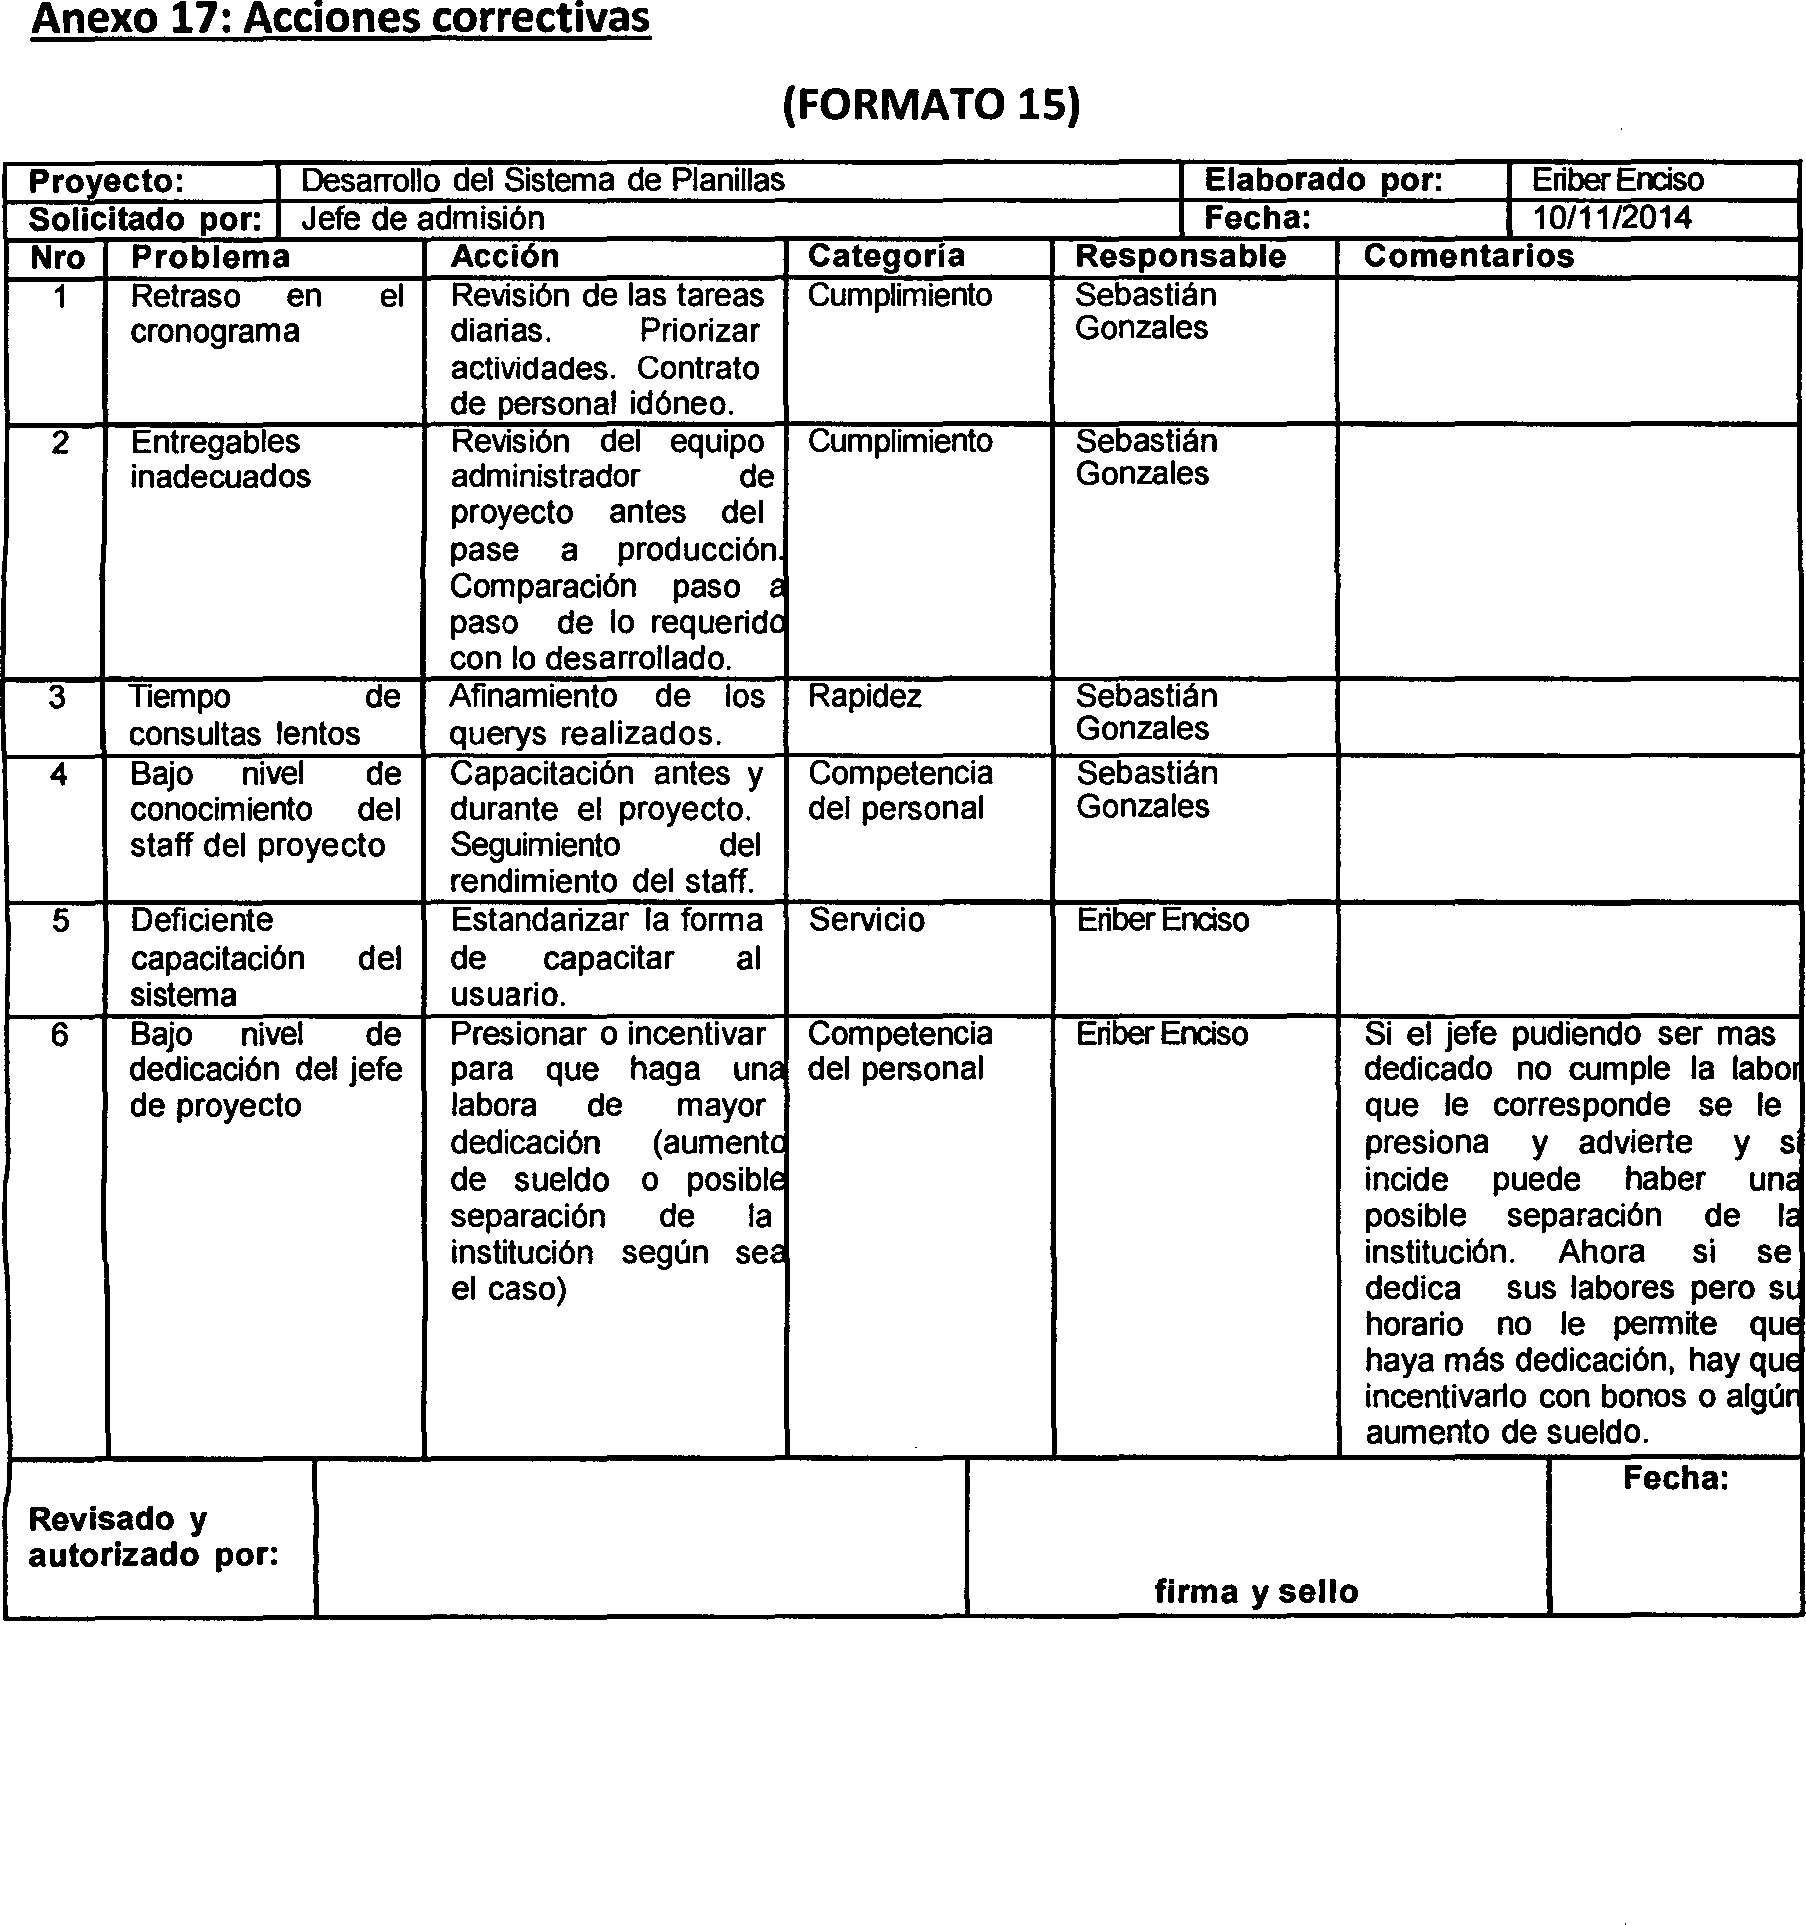 Anexo 17: Acciones correctivas
(FORMATO 15)
Proyecto: Desarrollo del Sistema de Planillas Elaborado por: Eriber Enciso
Solicitado por: Jefe de admisión Fecha: 10/11/2014
Nro Problema Acción Categoría Responsable Comentarios
1 Retraso en el Revisión de las tareas Cumplimiento Sebastián
cronograma diarias. Priorizar Gonzales
actividades. Contrato
de personal idóneo.
2 Entregables Revisión del equipo Cumplimiento Sebastián
inadecuados administrador de Gonzales
proyecto antes del
pase a producción.
Comparación paso a
paso de lo requerido
con lo desarrollado.
3 Tiempo de Afinamiento de los Rapidez Sebastián
consultas lentos querys realizados. Gonzales
4 Bajo nivel de Capacitación antes y Competencia Sebastián
conocimiento del durante el proyecto. del personal Gonzales
staff del proyecto Seguimiento del
rendimiento del staff.
5 Deficiente Estandarizar la forma Servicio Eriber Enciso
capacitación del de capacitar al
sistema usuario.
6 Bajo nivel de Presionar o incentivar Competencia Eriber Enciso Si el jefe pudiendo ser mas
dedicación del jefe para que haga una del personal dedicado no cumple la labor
de proyecto labora de mayor que le corresponde se le
dedicación (aumento presiona y advierte y si
de sueldo o posible incide puede haber una
separación de la posible separación de la
institución según sea institución. Ahora si se
el caso) dedica sus labores pero su
horario no le permite que
haya más dedicación, hay que
incentivarlo con bonos o algún
aumento de sueldo.
Fecha:
Revisado y
autorizado por:
firma y sello